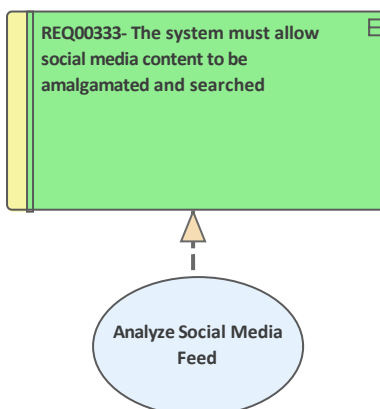 REQ00333- The system must allow
social media content to be
amalgamated and searched
Analyze Social Media
Feed